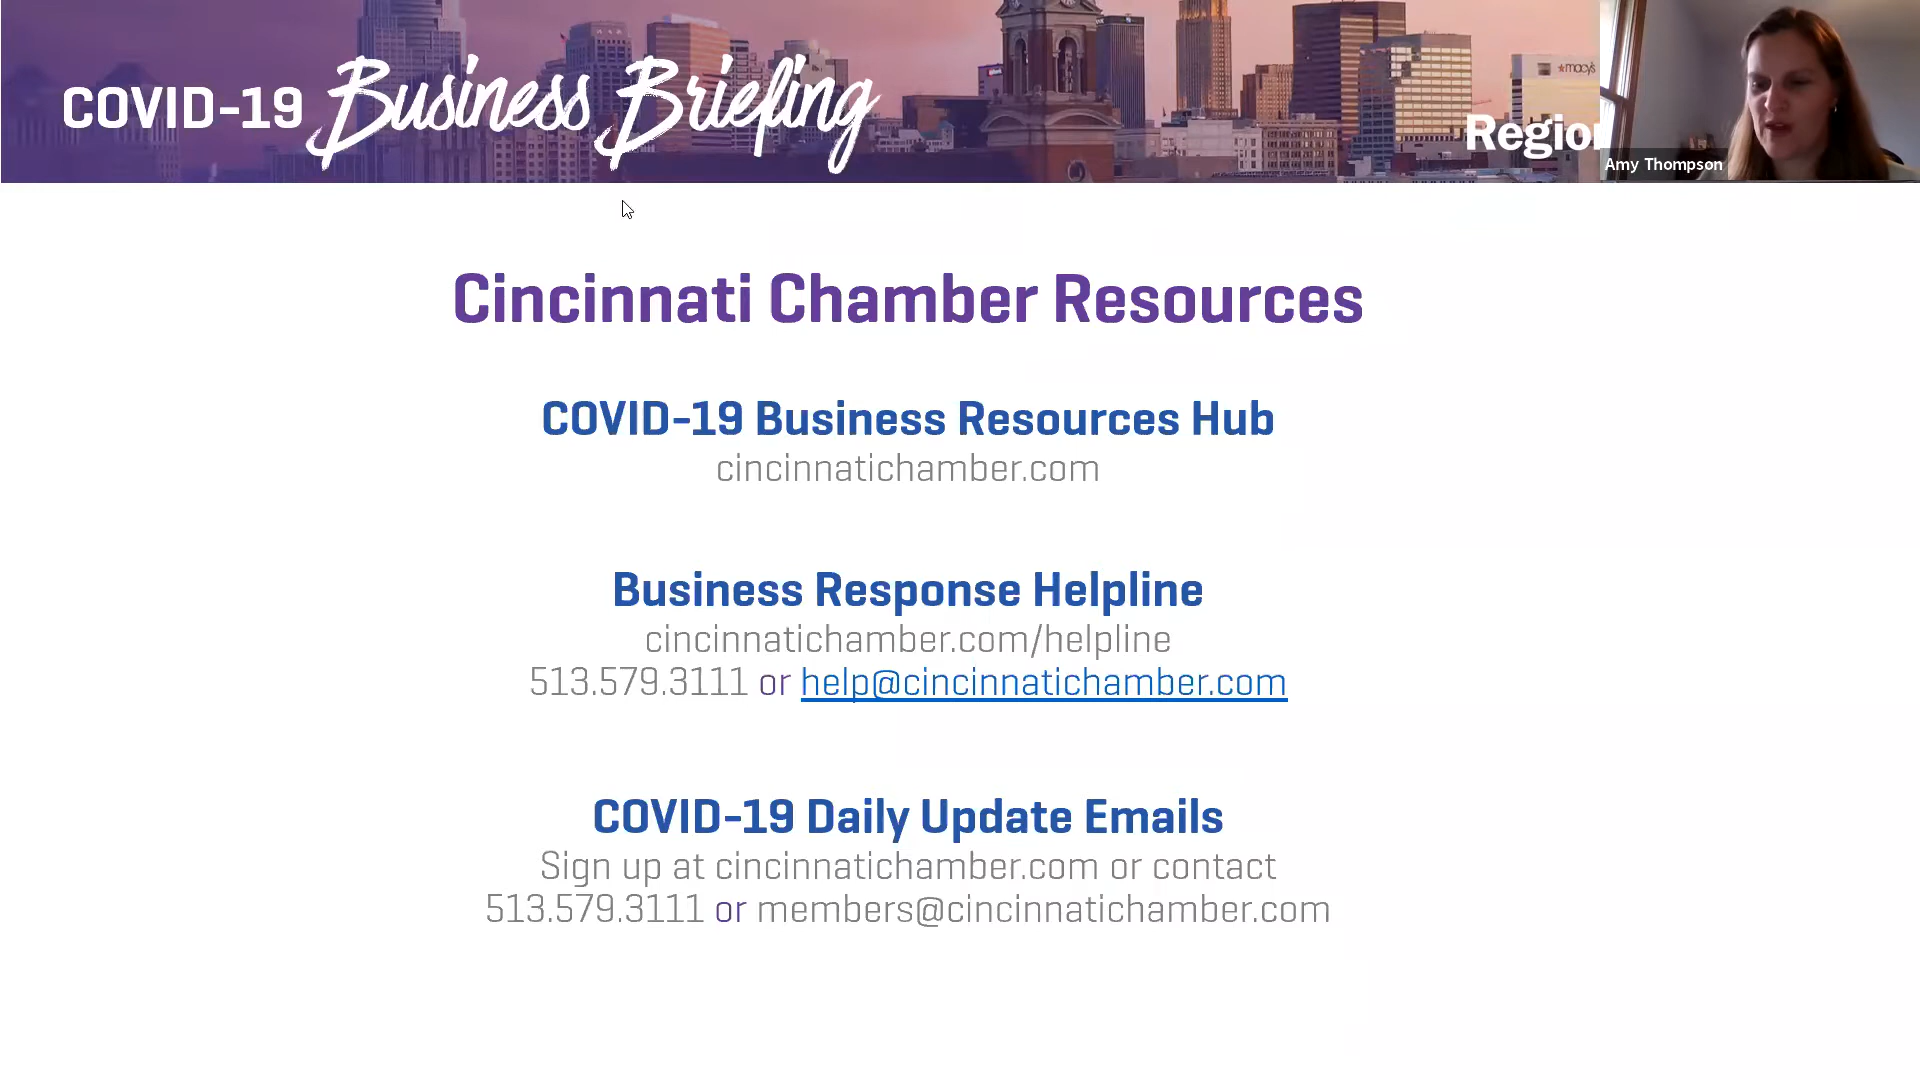 COVID-19 Business Briefing
macy's
Region
Amy Thompson
Cincinnati Chamber Resources
COVID-19 Business Resources Hub
cincinnatichamber.com
Business Response Helpline
cincinnatichamber.com/helpline
513.579.3111 or help@cincinnatichamber.com
COVID-19 Daily Update Emails
Sign up at cincinnatichamber.com or contact
513.579.3111 or members@cincinnatichamber.com